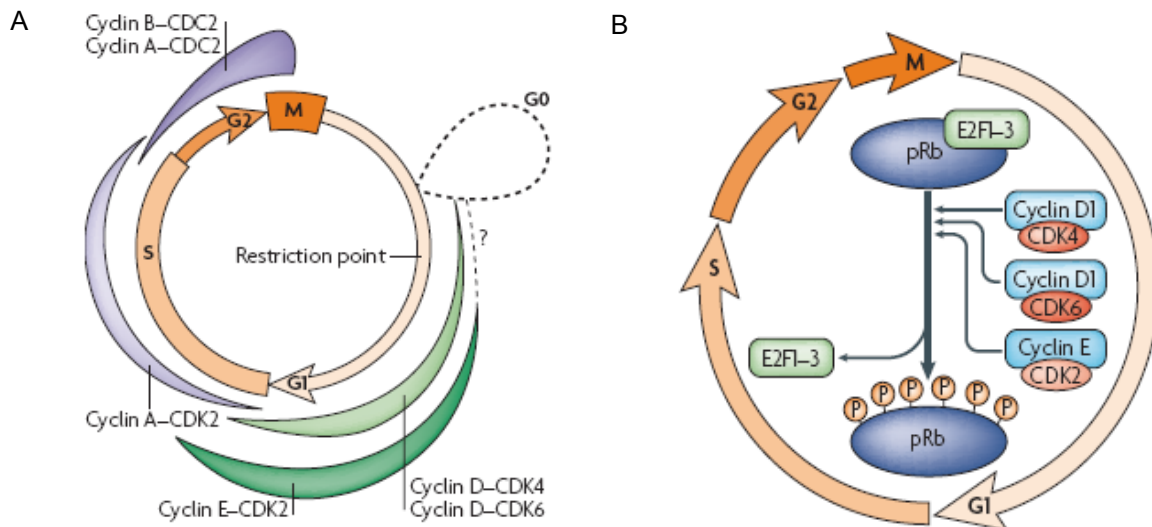 A
Cyclin B–CDC2
Cyclin A–CDC2
G2
M
G0
S
Restriction point
?
G1
Cyclin A–CDK2
Cyclin E–CDK2
Cyclin D–CDK4
Cyclin D–CDK6
B
M
G2
E2F1–3
pRb
Cyclin D1
CDK4
S
Cyclin D1
CDK6
Cyclin E
CDK2
E2F1–3
P P P P P P
pRb
G1